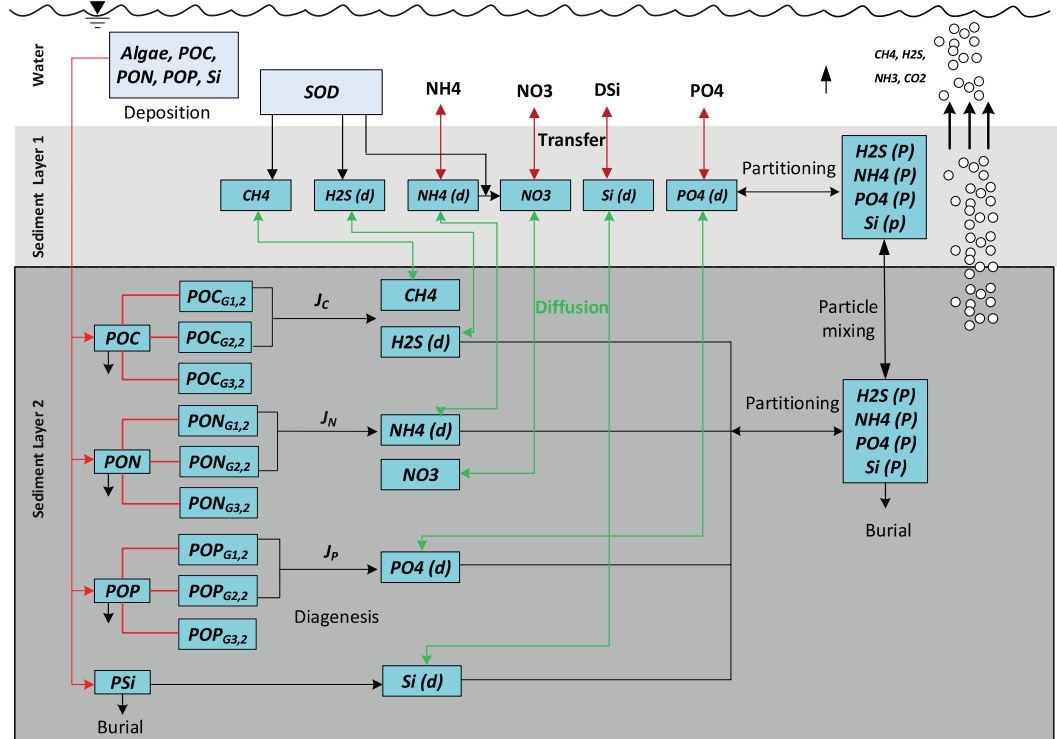 Water
Algae, POC,
PON, POP, Si
Deposition
SOD
NH4
NO3
DSi
PO4
CH4, H2S,
NH3, CO2
Sediment Layer 1
Transfer
CH4
H2S (d)
NH4 (d)
NO3
Si (d)
PO4 (d)
Partitioning
H2S (P)
NH4 (P)
PO4 (P)
Si (p)
Sediment Layer 2
POC
POCG1,2
POCG2,2
POCG3,2
JC
CH4
H2S (d)
Diffusion
Particle
mixing
PON
PONG1,2
PONG2,2
PONG3,2
JN
NH4 (d)
NO3
Partitioning
H2S (P)
NH4 (P)
PO4 (P)
Si (P)
Burial
POP
POPG1,2
POPG2,2
POPG3,2
JP
PO4 (d)
Diagenesis
PSi
Si (d)
Burial